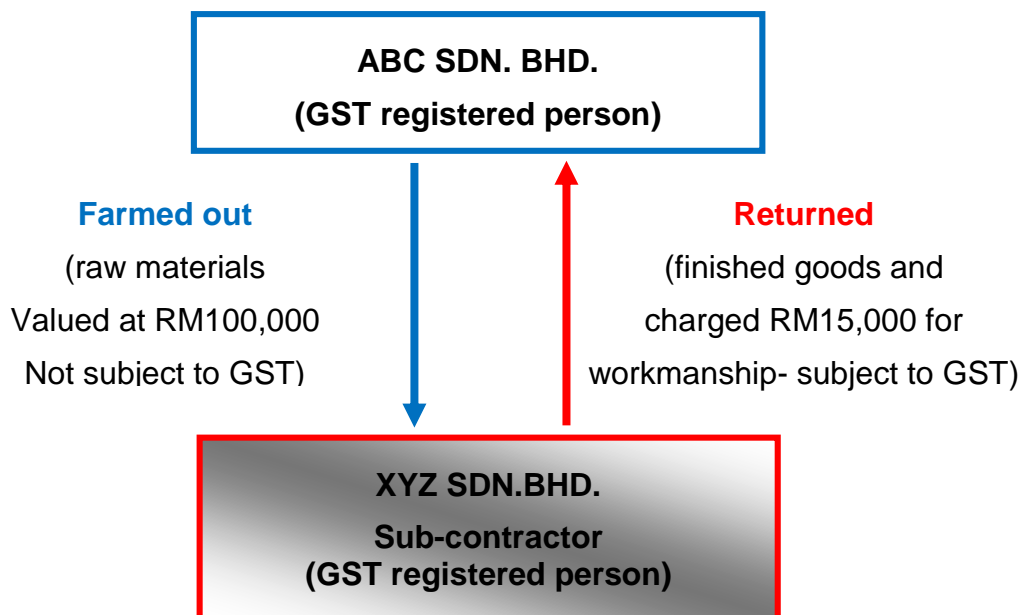 ABC SDN. BHD.
(GST registered person)
Farmed out
(raw materials
Valued at RM100,000
Not subject to GST)
Returned
(finished goods and
charged RM15,000 for
workmanship- subject to GST)
XYZ SDN.BHD.
Sub-contractor
(GST registered person)